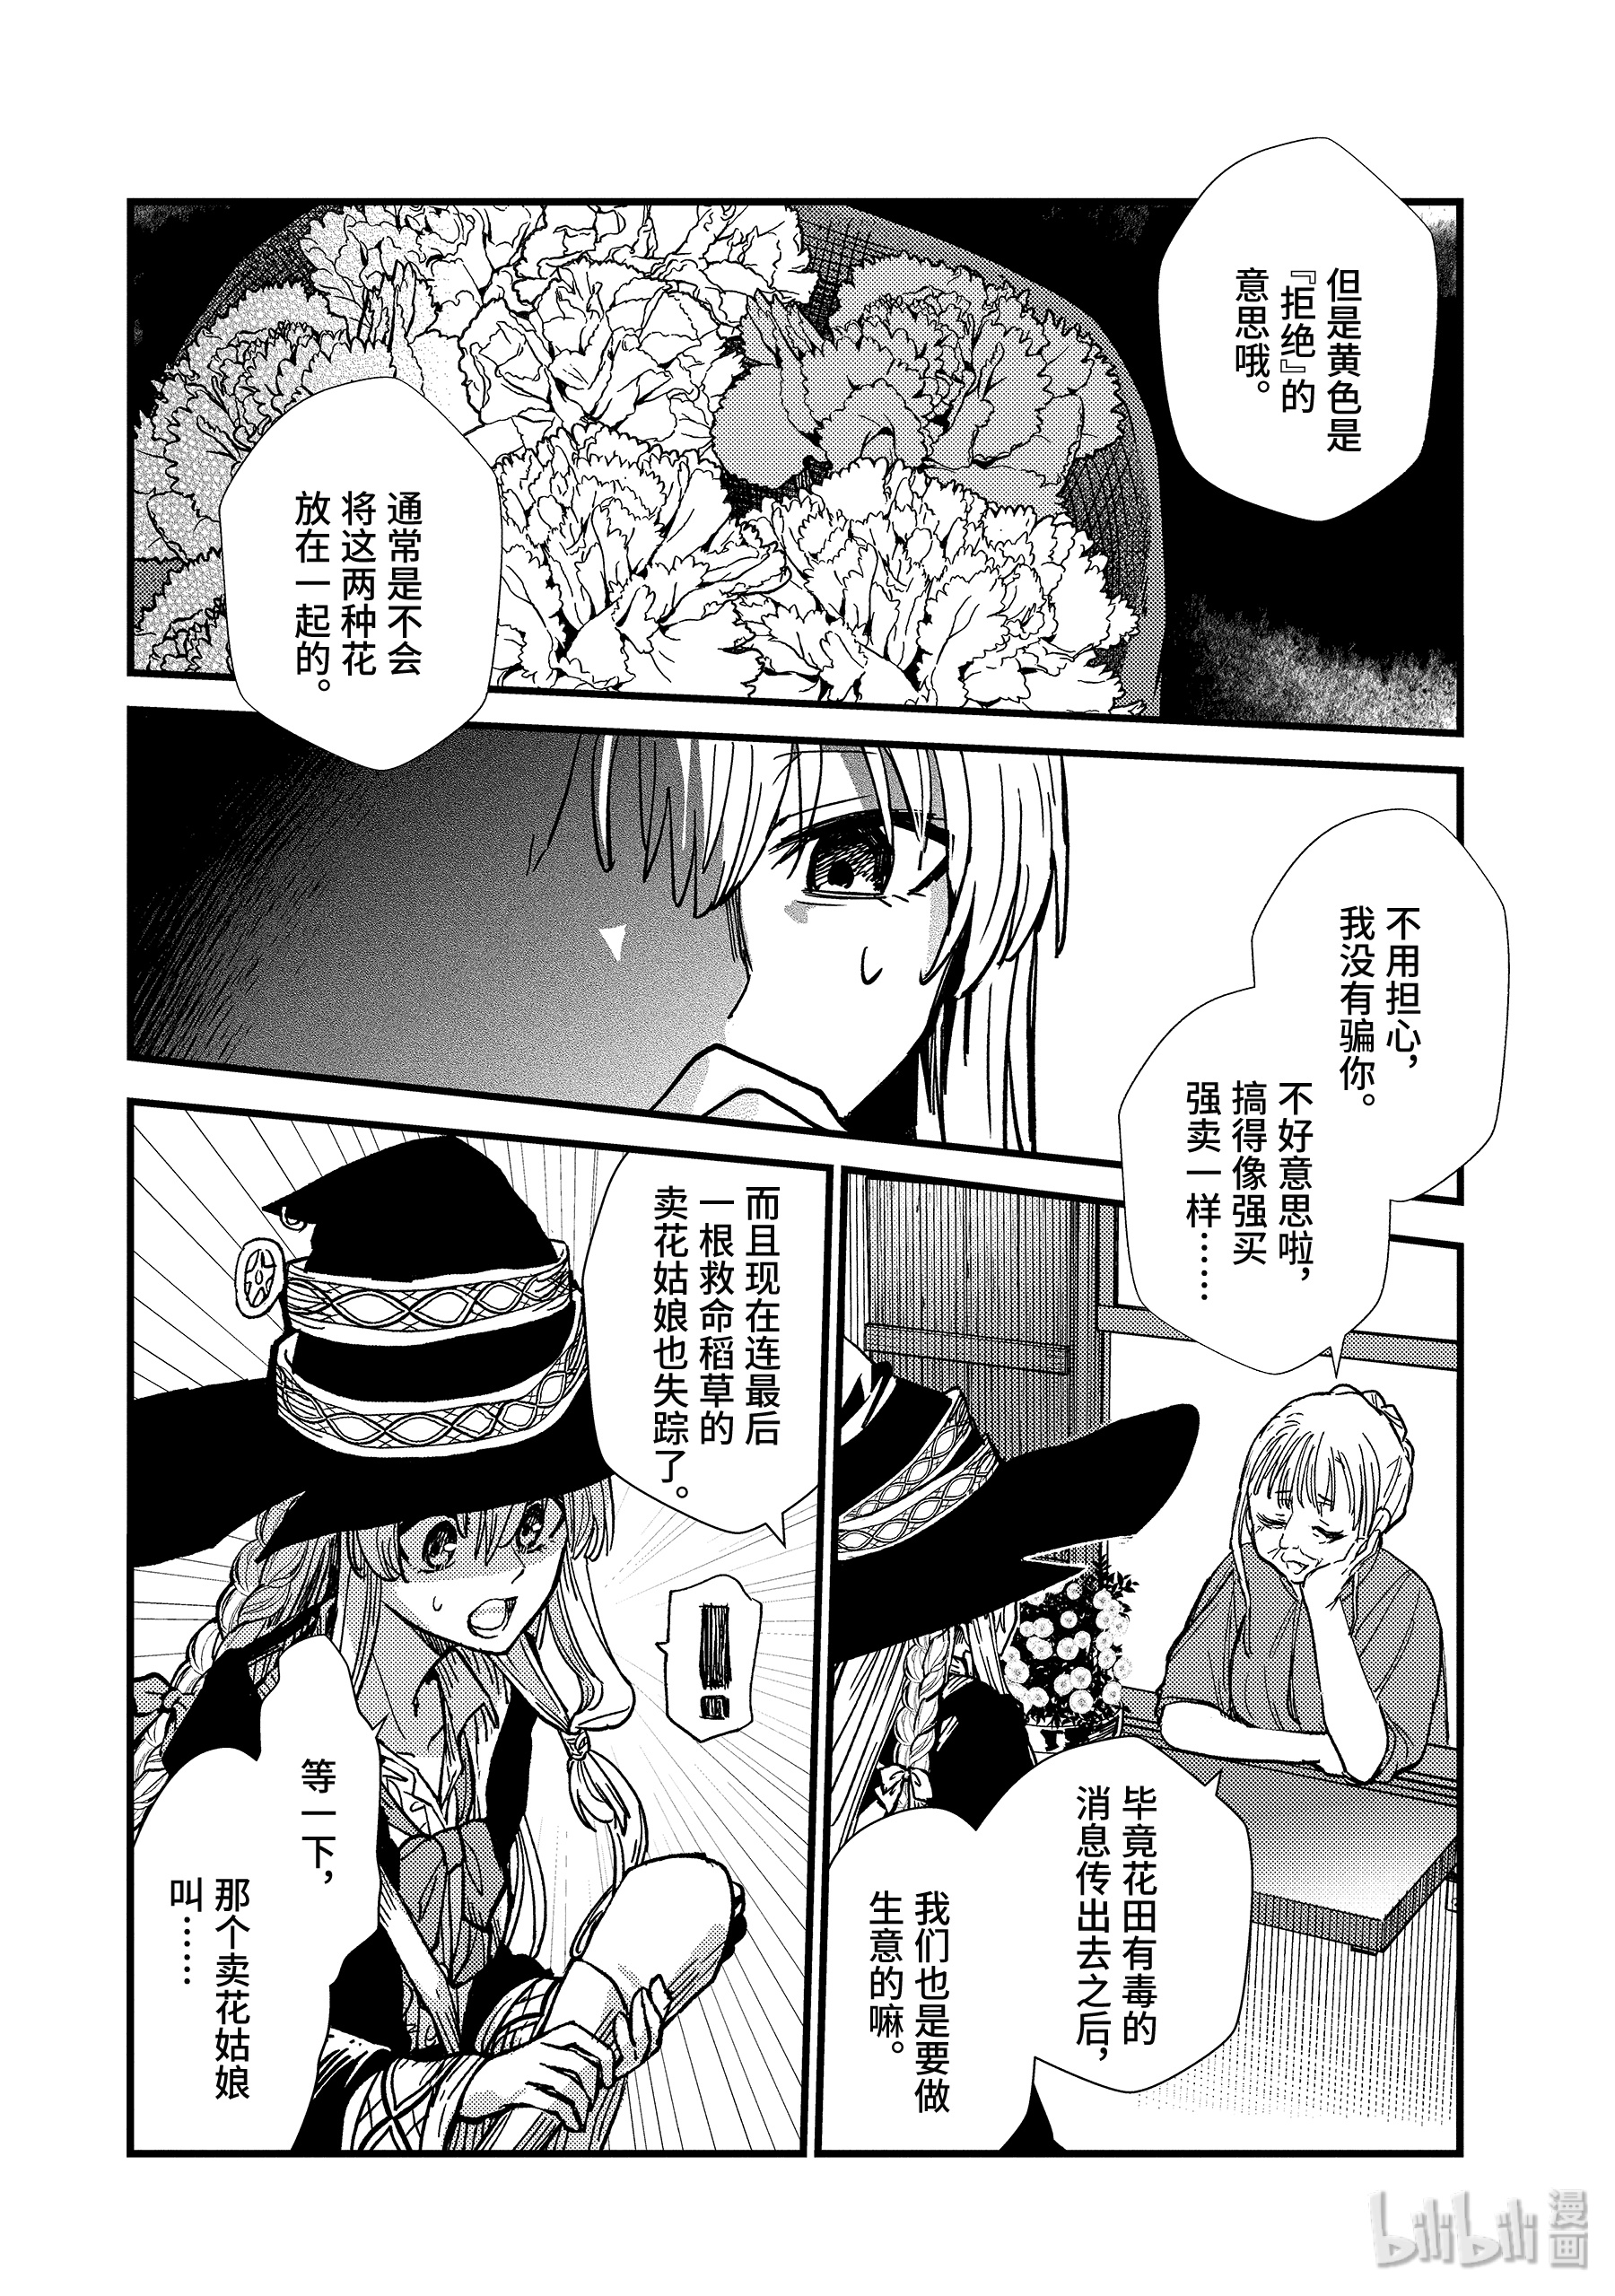 但是黄色是
『拒绝』的
意思哦。
通常是不会
将这两种花
放在一起的。
不用担心，
我没有骗你。
不好意思啦，
搞得像强买
强卖一样……
毕竟花田有毒的
消息传出去之后，
我们也是要做
生意的嘛。
而且现在连最后
一根救命稻草的
卖花姑娘也失踪了。
！！
等一下，
那个卖花姑娘
叫……
bilibili漫画